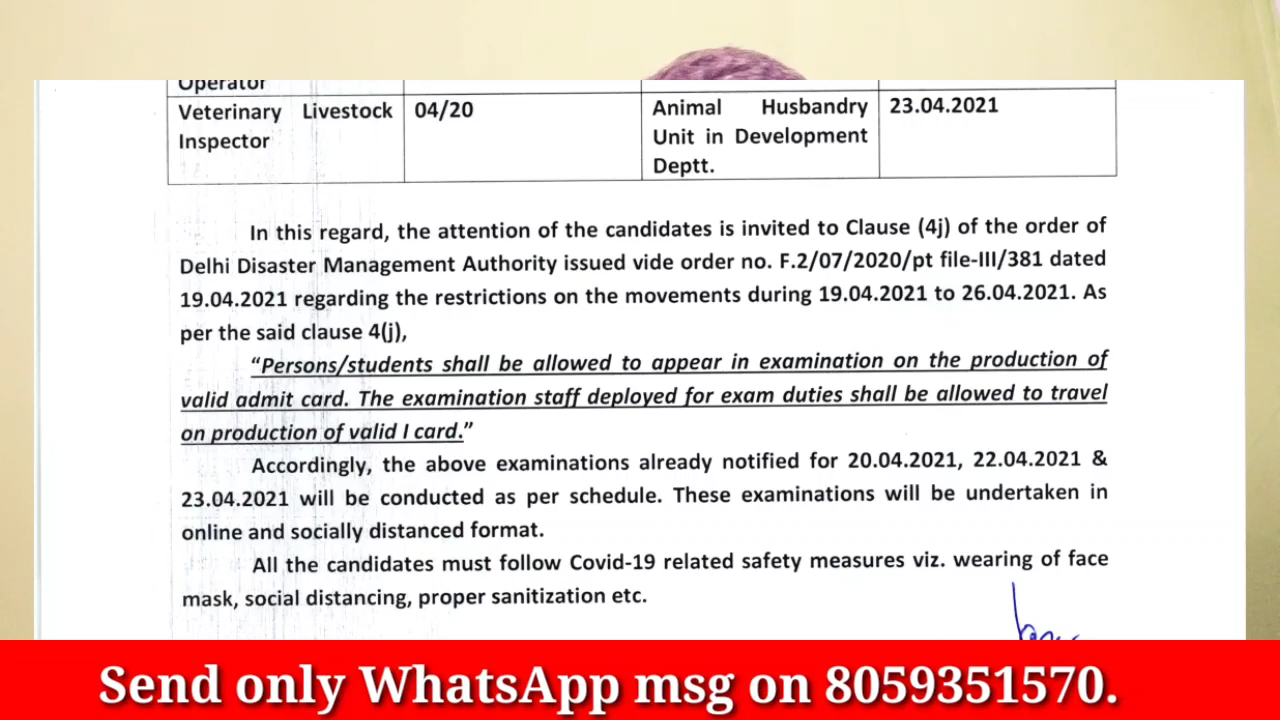 Operator
Veterinary Livestock 04/20 Animal Husbandry 23.04.2021
Inspector Unit in Development
Deptt.
In this regard, the attention of the candidates is invited to Clause (4j) of the order of
Delhi Disaster Management Authority issued vide order no. F.2/07/2020/pt file-III/381 dated
19.04.2021 regarding the restrictions on the movements during 19.04.2021 to 26.04.2021. As
per the said clause 4(j),
“Persons/students shall be allowed to appear in examination on the production of
valid admit card. The examination staff deployed for exam duties shall be allowed to travel
on production of valid I card.”
Accordingly, the above examinations already notified for 20.04.2021, 22.04.2021 &
23.04.2021 will be conducted as per schedule. These examinations will be undertaken in
online and socially distanced format.
All the candidates must follow Covid-19 related safety measures viz. wearing of face
mask, social distancing, proper sanitization etc.
Send only WhatsApp msg on 8059351570.